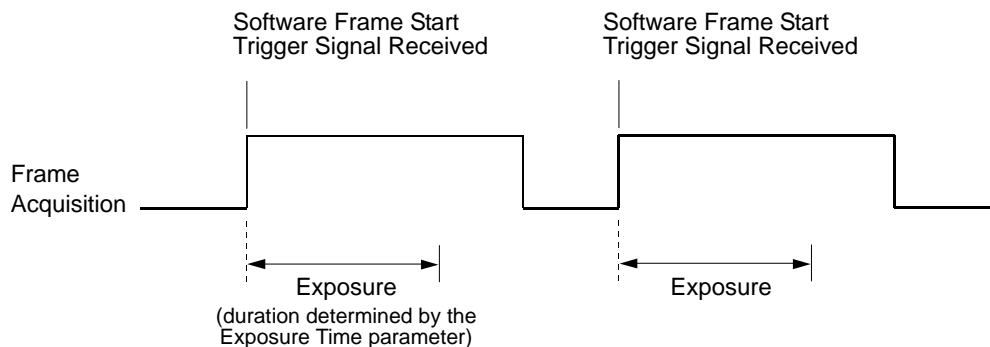 Software Frame Start
Trigger Signal Received
Software Frame Start
Trigger Signal Received
Frame
Acquisition
Exposure
(duration determined by the
Exposure Time parameter)
Exposure